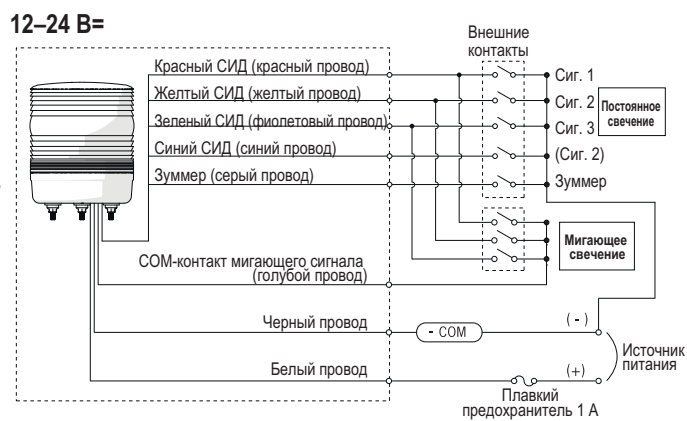 12–24 В=
Внешние
контакты
Красный СИД (красный провод)
Сиг. 1
Желтый СИД (желтый провод)
Сиг. 2
Постоянное
свечение
Зеленый СИД (фиолетовый провод)
Сиг. 3
Синий СИД (синий провод)
(Сиг. 2)
Зуммер (серый провод)
Зуммер
Мигающее
свечение
COM-контакт мигающего сигнала
(голубой провод)
Черный провод
- COM
( - )
Источник
питания
Белый провод
(+)
Плавкий
предохранитель 1 А